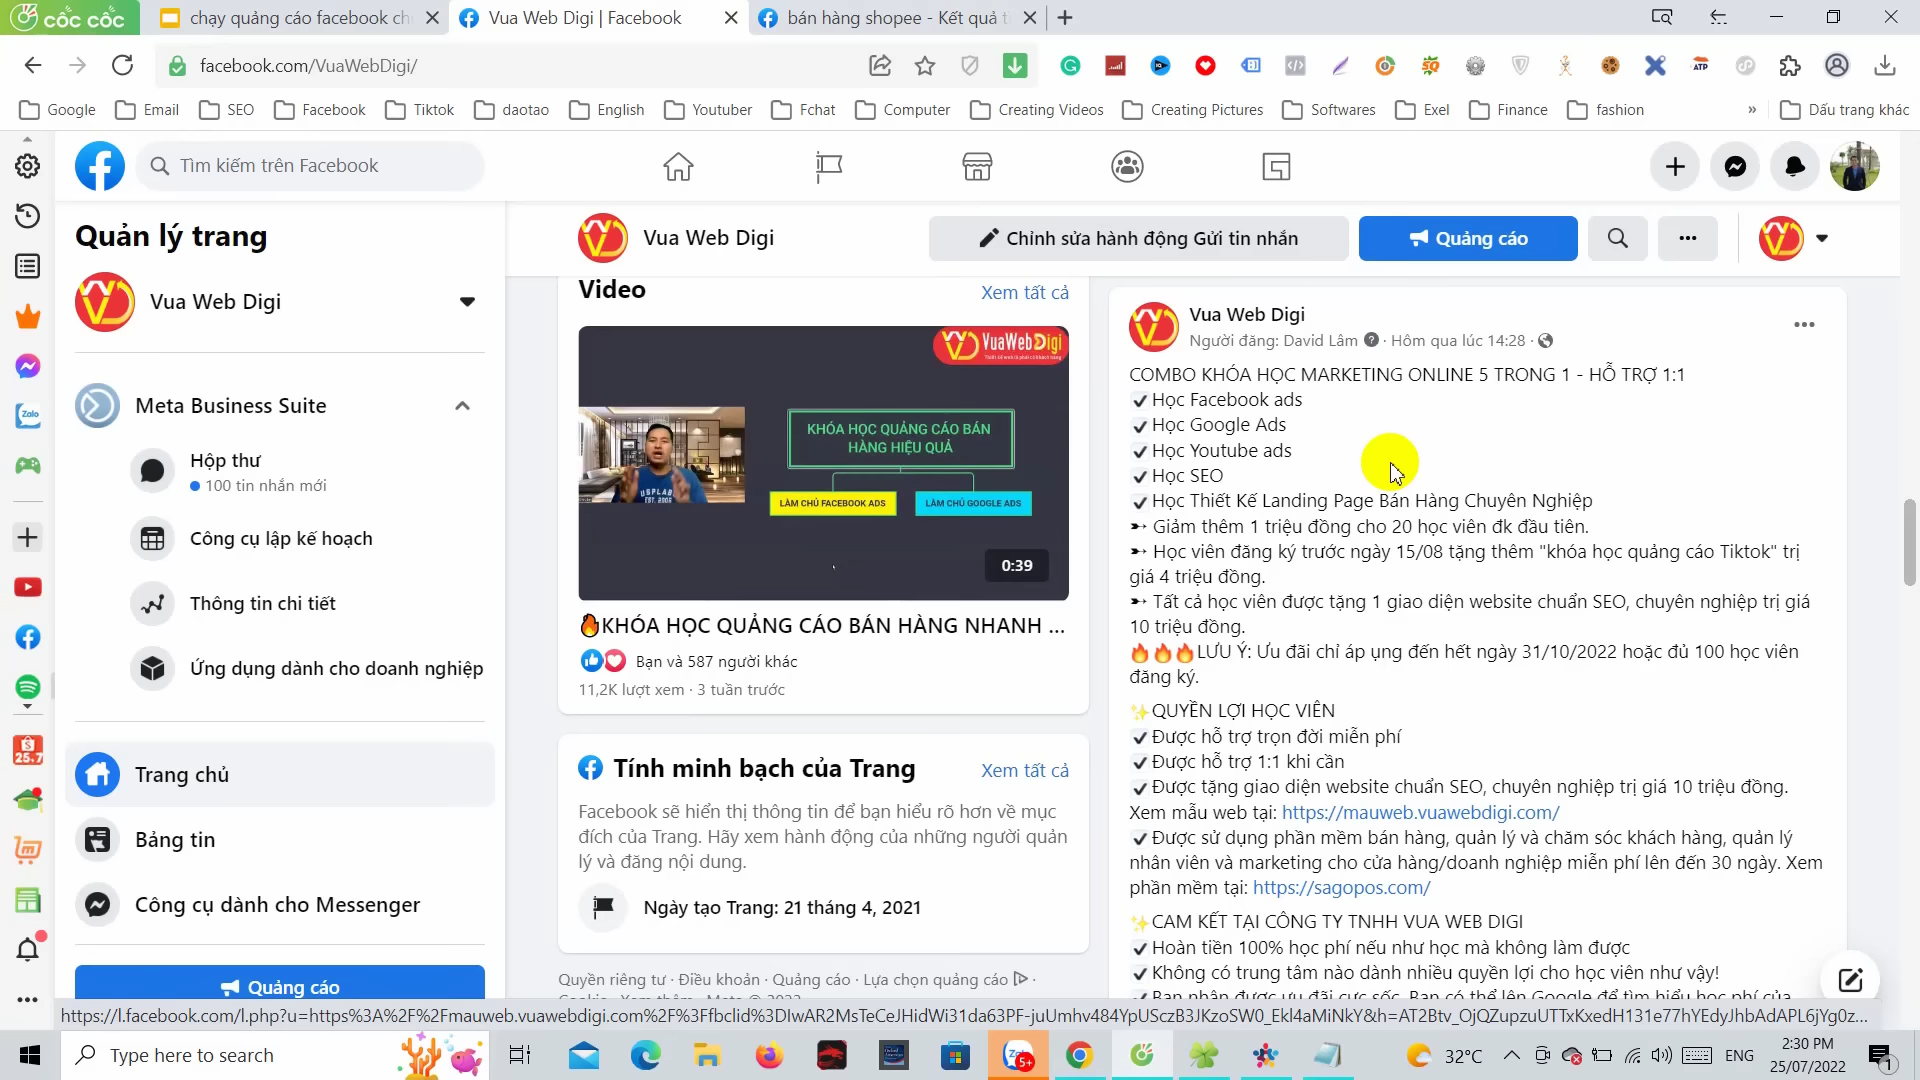 cốc cốc
chạy quảng cáo facebook ch
Vua Web Digi | Facebook
bán hàng shopee - Kết quả t
facebook.com/VuaWebDigi/
Google
Email
SEO
Facebook
Tiktok
daotao
English
Youtuber
Fchat
Computer
Creating Videos
Creating Pictures
Softwares
Exel
Finance
fashion
»
Dấu trang khác
Tìm kiếm trên Facebook
Quản lý trang
Vua Web Digi
Meta Business Suite
Hộp thư
100 tin nhắn mới
Công cụ lập kế hoạch
Thông tin chi tiết
Ứng dụng dành cho doanh nghiệp
Trang chủ
Bảng tin
Công cụ dành cho Messenger
Quảng cáo
Zalo
25.7
Vua Web Digi
Chỉnh sửa hành động Gửi tin nhắn
Quảng cáo
Video
Xem tất cả
VuaWebDigi
KHÓA HỌC QUẢNG CÁO BÁN
HÀNG HIỆU QUẢ
LÀM CHỦ FACEBOOK ADS
LÀM CHỦ GOOGLE ADS
0:39
🔥KHÓA HỌC QUẢNG CÁO BÁN HÀNG NHANH ...
Bạn và 587 người khác
11,2K lượt xem · 3 tuần trước
Tính minh bạch của Trang
Xem tất cả
Facebook sẽ hiển thị thông tin để bạn hiểu rõ hơn về mục
đích của Trang. Hãy xem hành động của những người quản
lý và đăng nội dung.
Ngày tạo Trang: 21 tháng 4, 2021
Quyền riêng tư · Điều khoản · Quảng cáo · Lựa chọn quảng cáo ·
Vua Web Digi
Người đăng: David Lâm · Hôm qua lúc 14:28 ·
COMBO KHÓA HỌC MARKETING ONLINE 5 TRONG 1 - HỖ TRỢ 1:1
✔Học Facebook ads
✔Học Google Ads
✔Học Youtube ads
✔Học SEO
✔Học Thiết Kế Landing Page Bán Hàng Chuyên Nghiệp
➸ Giảm thêm 1 triệu đồng cho 20 học viên đk đầu tiên.
➸ Học viên đăng ký trước ngày 15/08 tặng thêm "khóa học quảng cáo Tiktok" trị
giá 4 triệu đồng.
➸ Tất cả học viên được tặng 1 giao diện website chuẩn SEO, chuyên nghiệp trị giá
10 triệu đồng.
🔥🔥🔥LƯU Ý: Ưu đãi chỉ áp ụng đến hết ngày 31/10/2022 hoặc đủ 100 học viên
đăng ký.
✨QUYỀN LỢI HỌC VIÊN
✔Được hỗ trợ trọn đời miễn phí
✔Được hỗ trợ 1:1 khi cần
✔Được tặng giao diện website chuẩn SEO, chuyên nghiệp trị giá 10 triệu đồng.
Xem mẫu web tại: https://mauweb.vuawebdigi.com/
✔Được sử dụng phần mềm bán hàng, quản lý và chăm sóc khách hàng, quản lý
nhân viên và marketing cho cửa hàng/doanh nghiệp miễn phí lên đến 30 ngày. Xem
phần mềm tại: https://sagopos.com/
✨CAM KẾT TẠI CÔNG TY TNHH VUA WEB DIGI
✔Hoàn tiền 100% học phí nếu như học mà không làm được
✔Không có trung tâm nào dành nhiều quyền lợi cho học viên như vậy!
✔Bạn nhận được ưu đãi cực sốc. Bạn có thể lên Google để tìm hiểu học phí của
https://l.facebook.com/l.php?u=https%3A%2F%2Fmauweb.vuawebdigi.com%2F%3Ffbclid%3DIwAR2MsTeCeJHidWi31da63PF-juUmhv484YpUSczB3JKzoSW0_Ekl4aMiNkY&h=AT2Btv_OjQZupzuUTTxKxedH131e77hYEdyJhbAdAPL6jYg0z...
Type here to search
5+
32°C
ENG
2:30 PM
25/07/2022
1